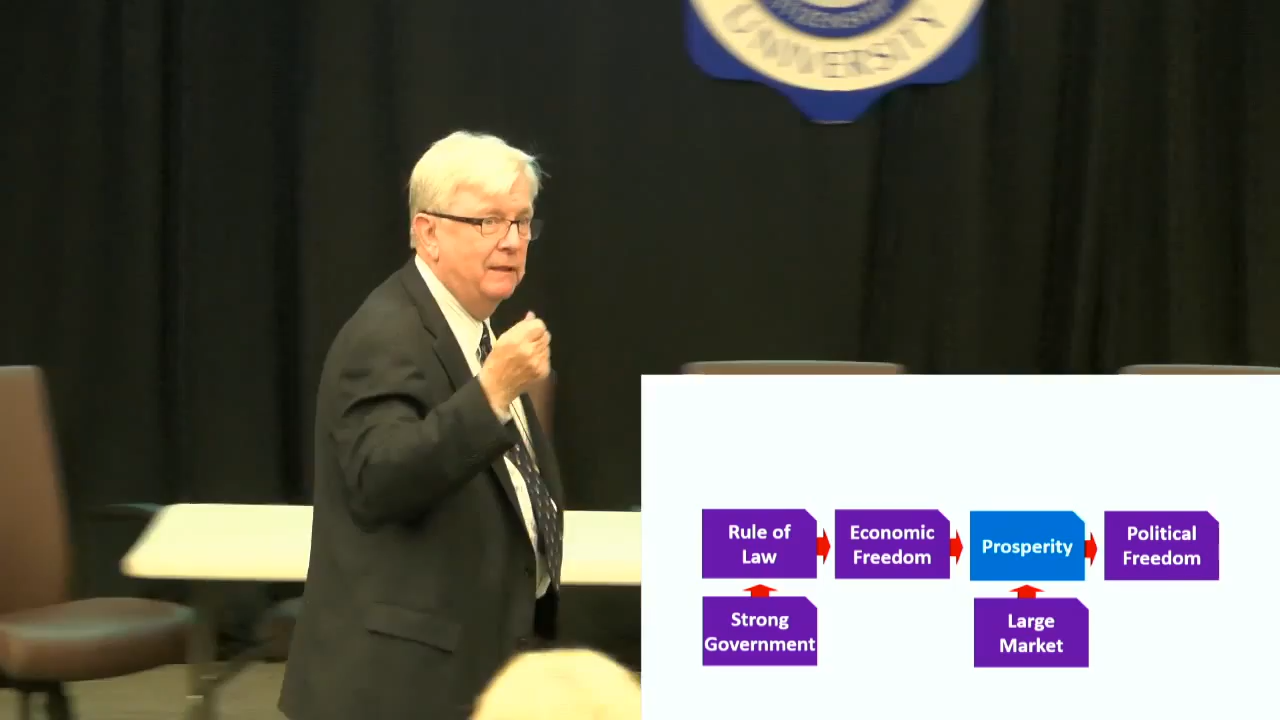 UNIVERSITY
Rule of
Law
Economic
Freedom
Prosperity
Political
Freedom
Strong
Government
Large
Market